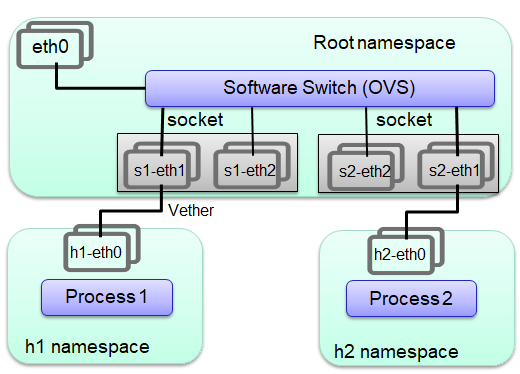 eth0
Root namespace
Software Switch (OVS)
socket
socket
s1-eth1
s1-eth2
s2-eth2
s2-eth1
Vether
h1-eth0
h2-eth0
Process 1
Process 2
h1 namespace
h2 namespace